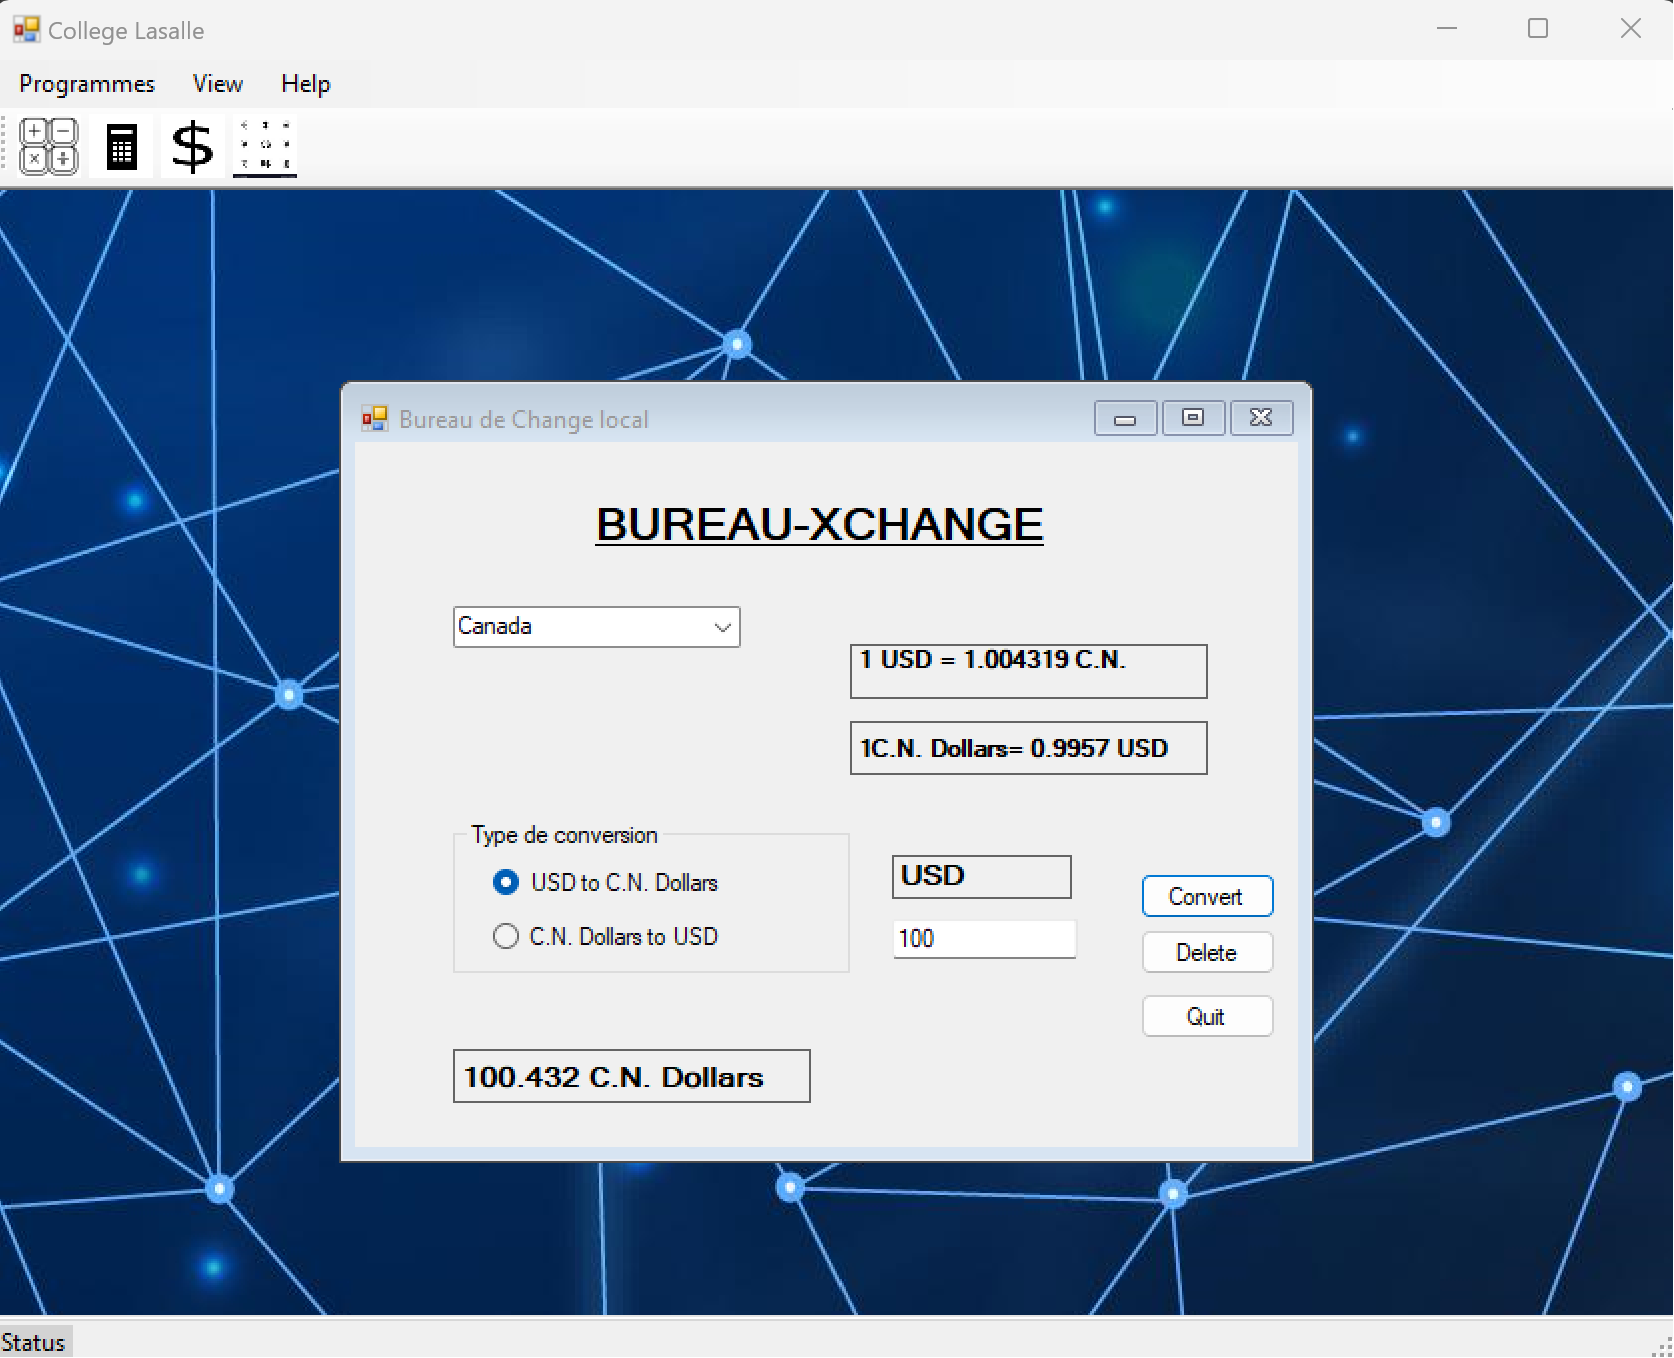 College Lasalle
Programmes View Help
$
Bureau de Change local
BUREAU-XCHANGE
Canada
1 USD = 1.004319 C.N.
1C.N. Dollars= 0.9957 USD
Type de conversion
USD to C.N. Dollars
C.N. Dollars to USD
USD
100
Convert
Delete
Quit
100.432 C.N. Dollars
Status